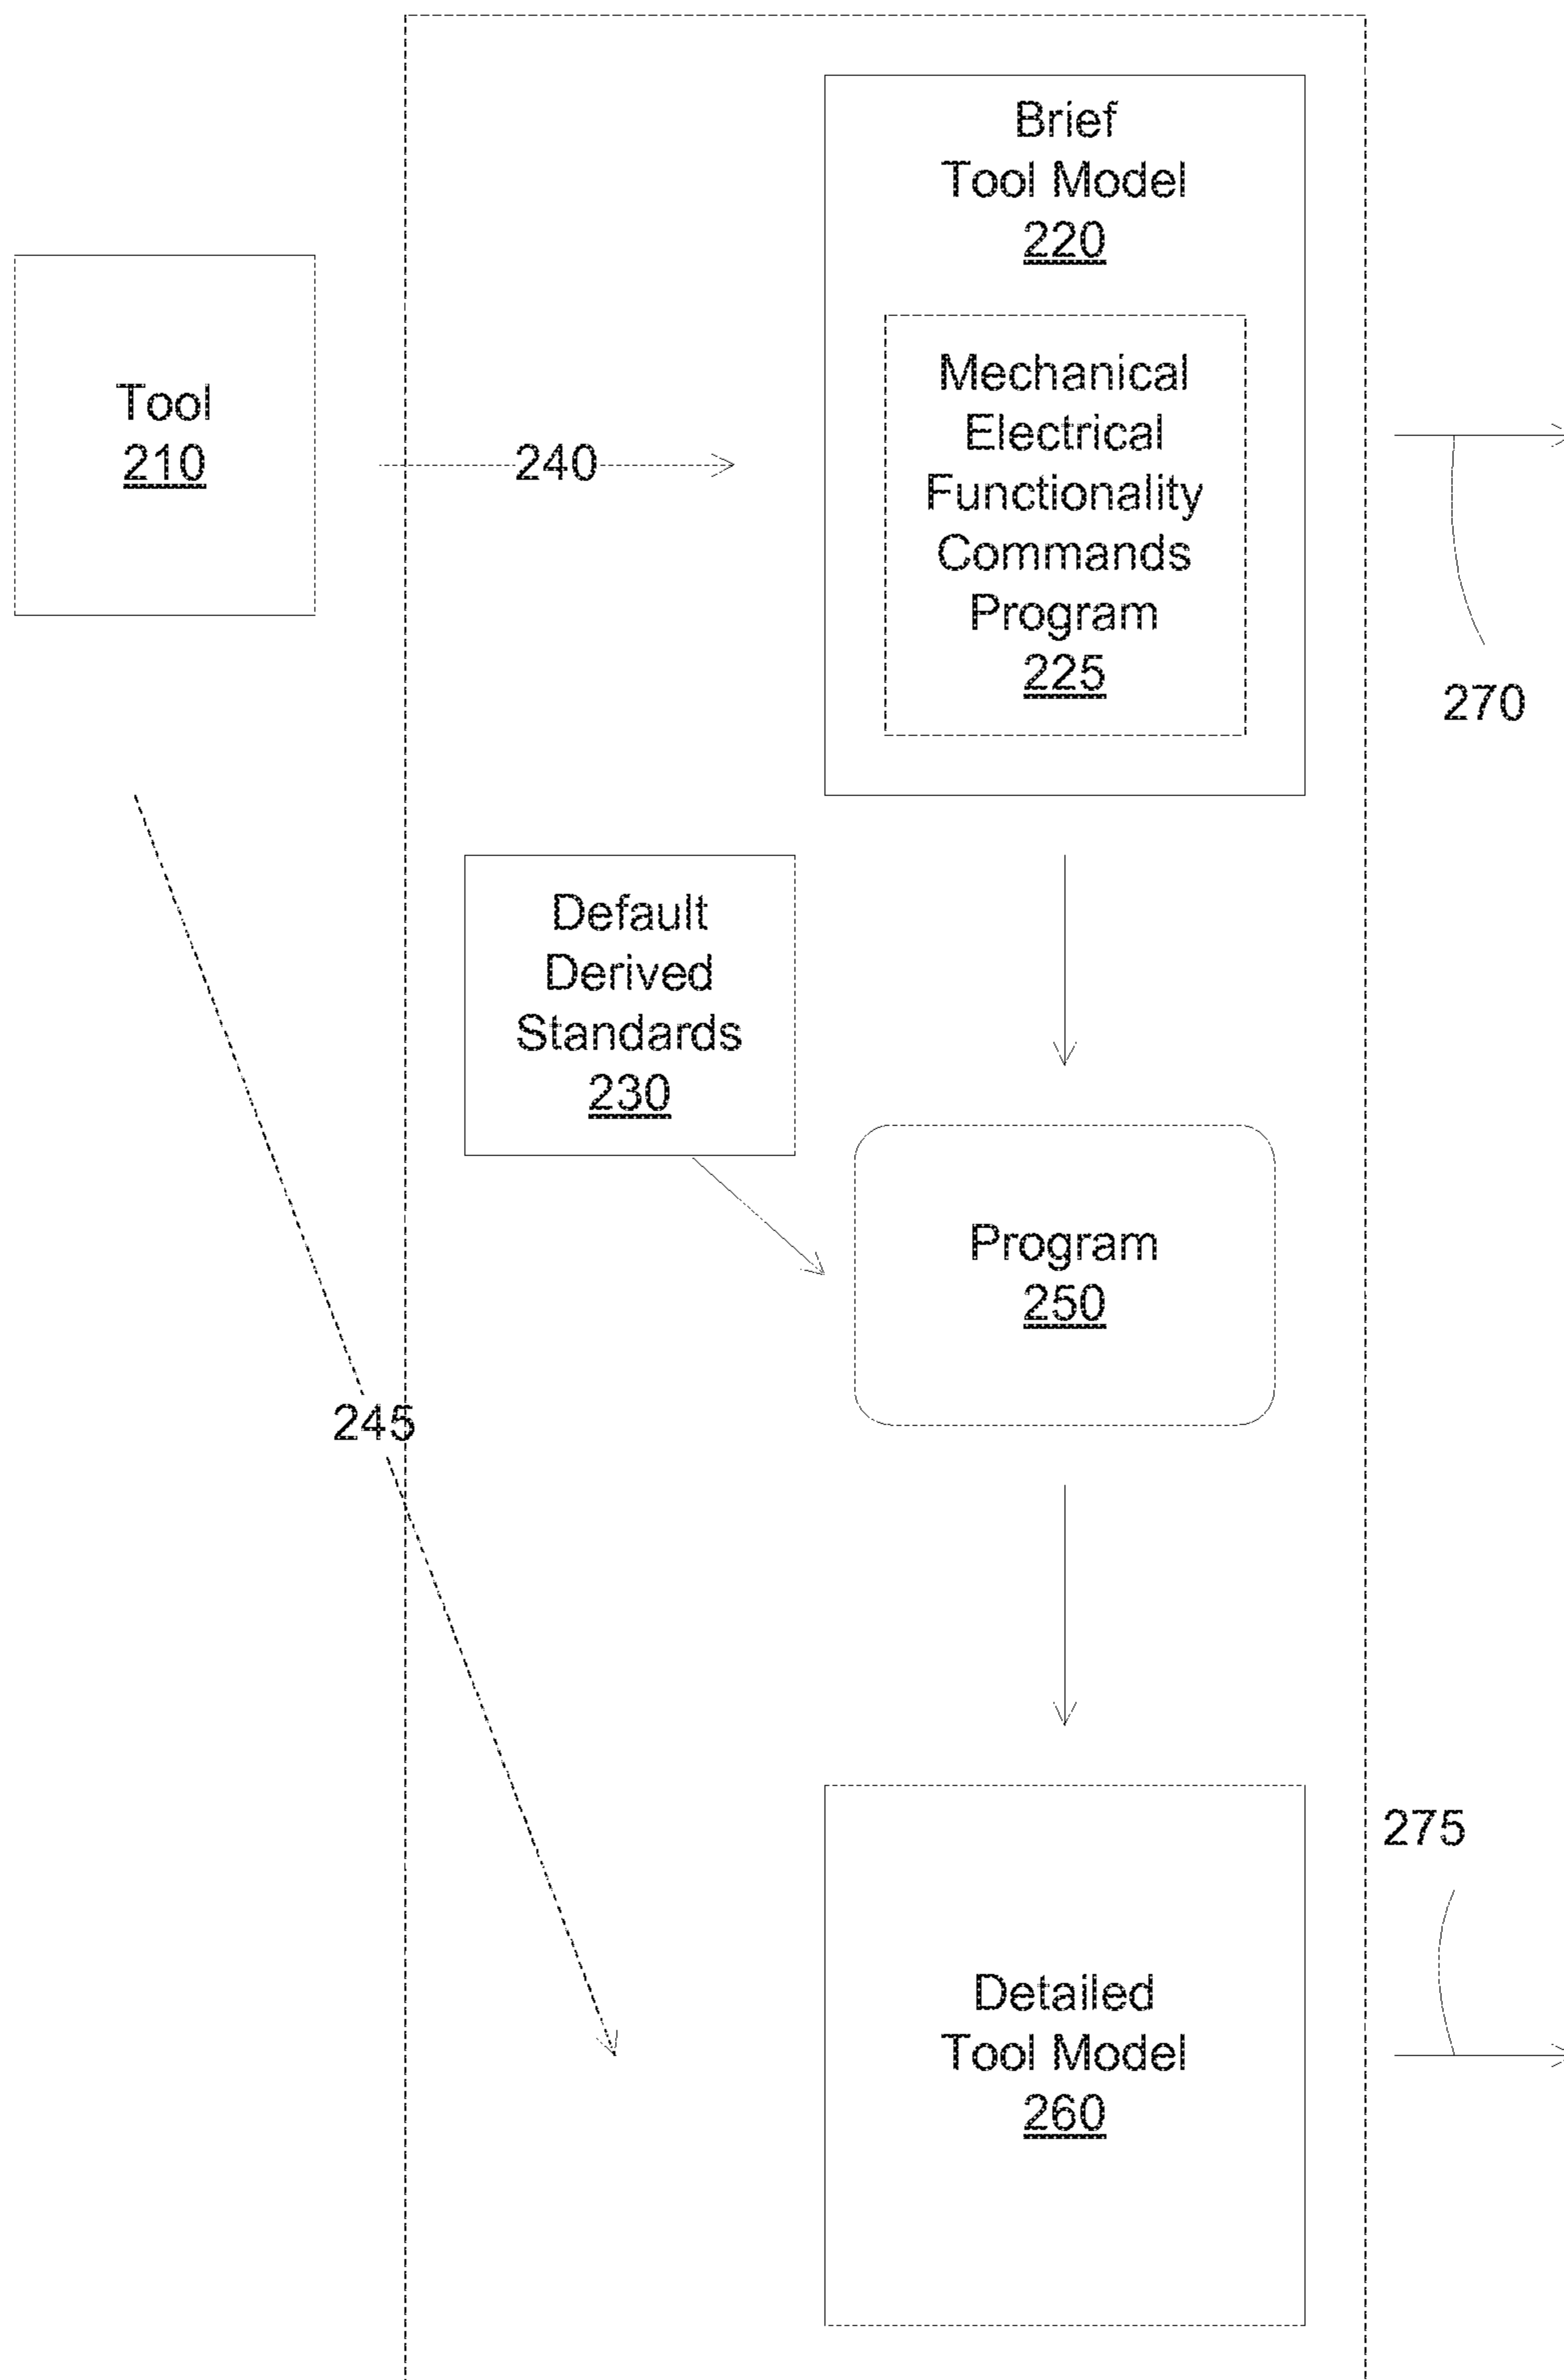 Brief
Tool Model
220
Tool
210
240
Mechanical
Electrical
Functionality
Commands
Program
225
270
Default
Derived
Standards
230
Program
250
245
275
Detailed
Tool Model
260